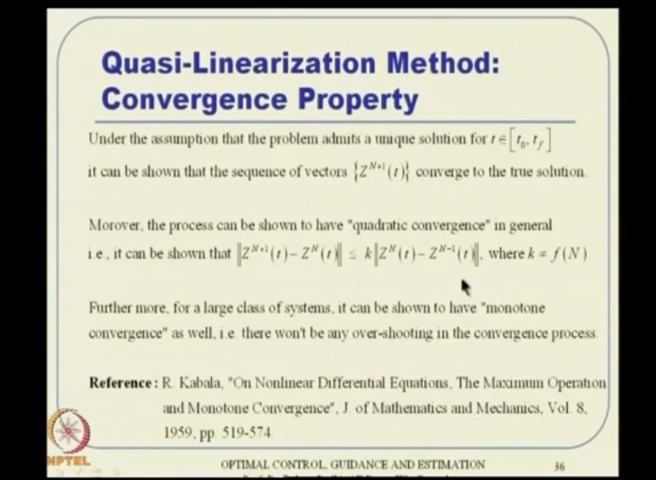 Quasi-Linearization Method:
Convergence Property
Under the assumption that the problem admits a unique solution for t ∈ [t₀, t_f]
it can be shown that the sequence of vectors {Z^{N+1}(t)} converge to the true solution.
Morover, the process can be shown to have "quadratic convergence" in general
i.e., it can be shown that ‖Z^{N+1}(t) − Z^N(t)‖ ≤ k‖Z^N(t) − Z^{N−1}(t)‖, where k ≠ f(N)
Further more, for a large class of systems, it can be shown to have "monotone
convergence" as well, i.e. there won't be any over-shooting in the convergence process.
Reference: R. Kabala, "On Nonlinear Differential Equations, The Maximum Operation
and Monotone Convergence", J. of Mathematics and Mechanics, Vol. 8,
1959, pp. 519-574.
NPTEL
OPTIMAL CONTROL, GUIDANCE AND ESTIMATION
36